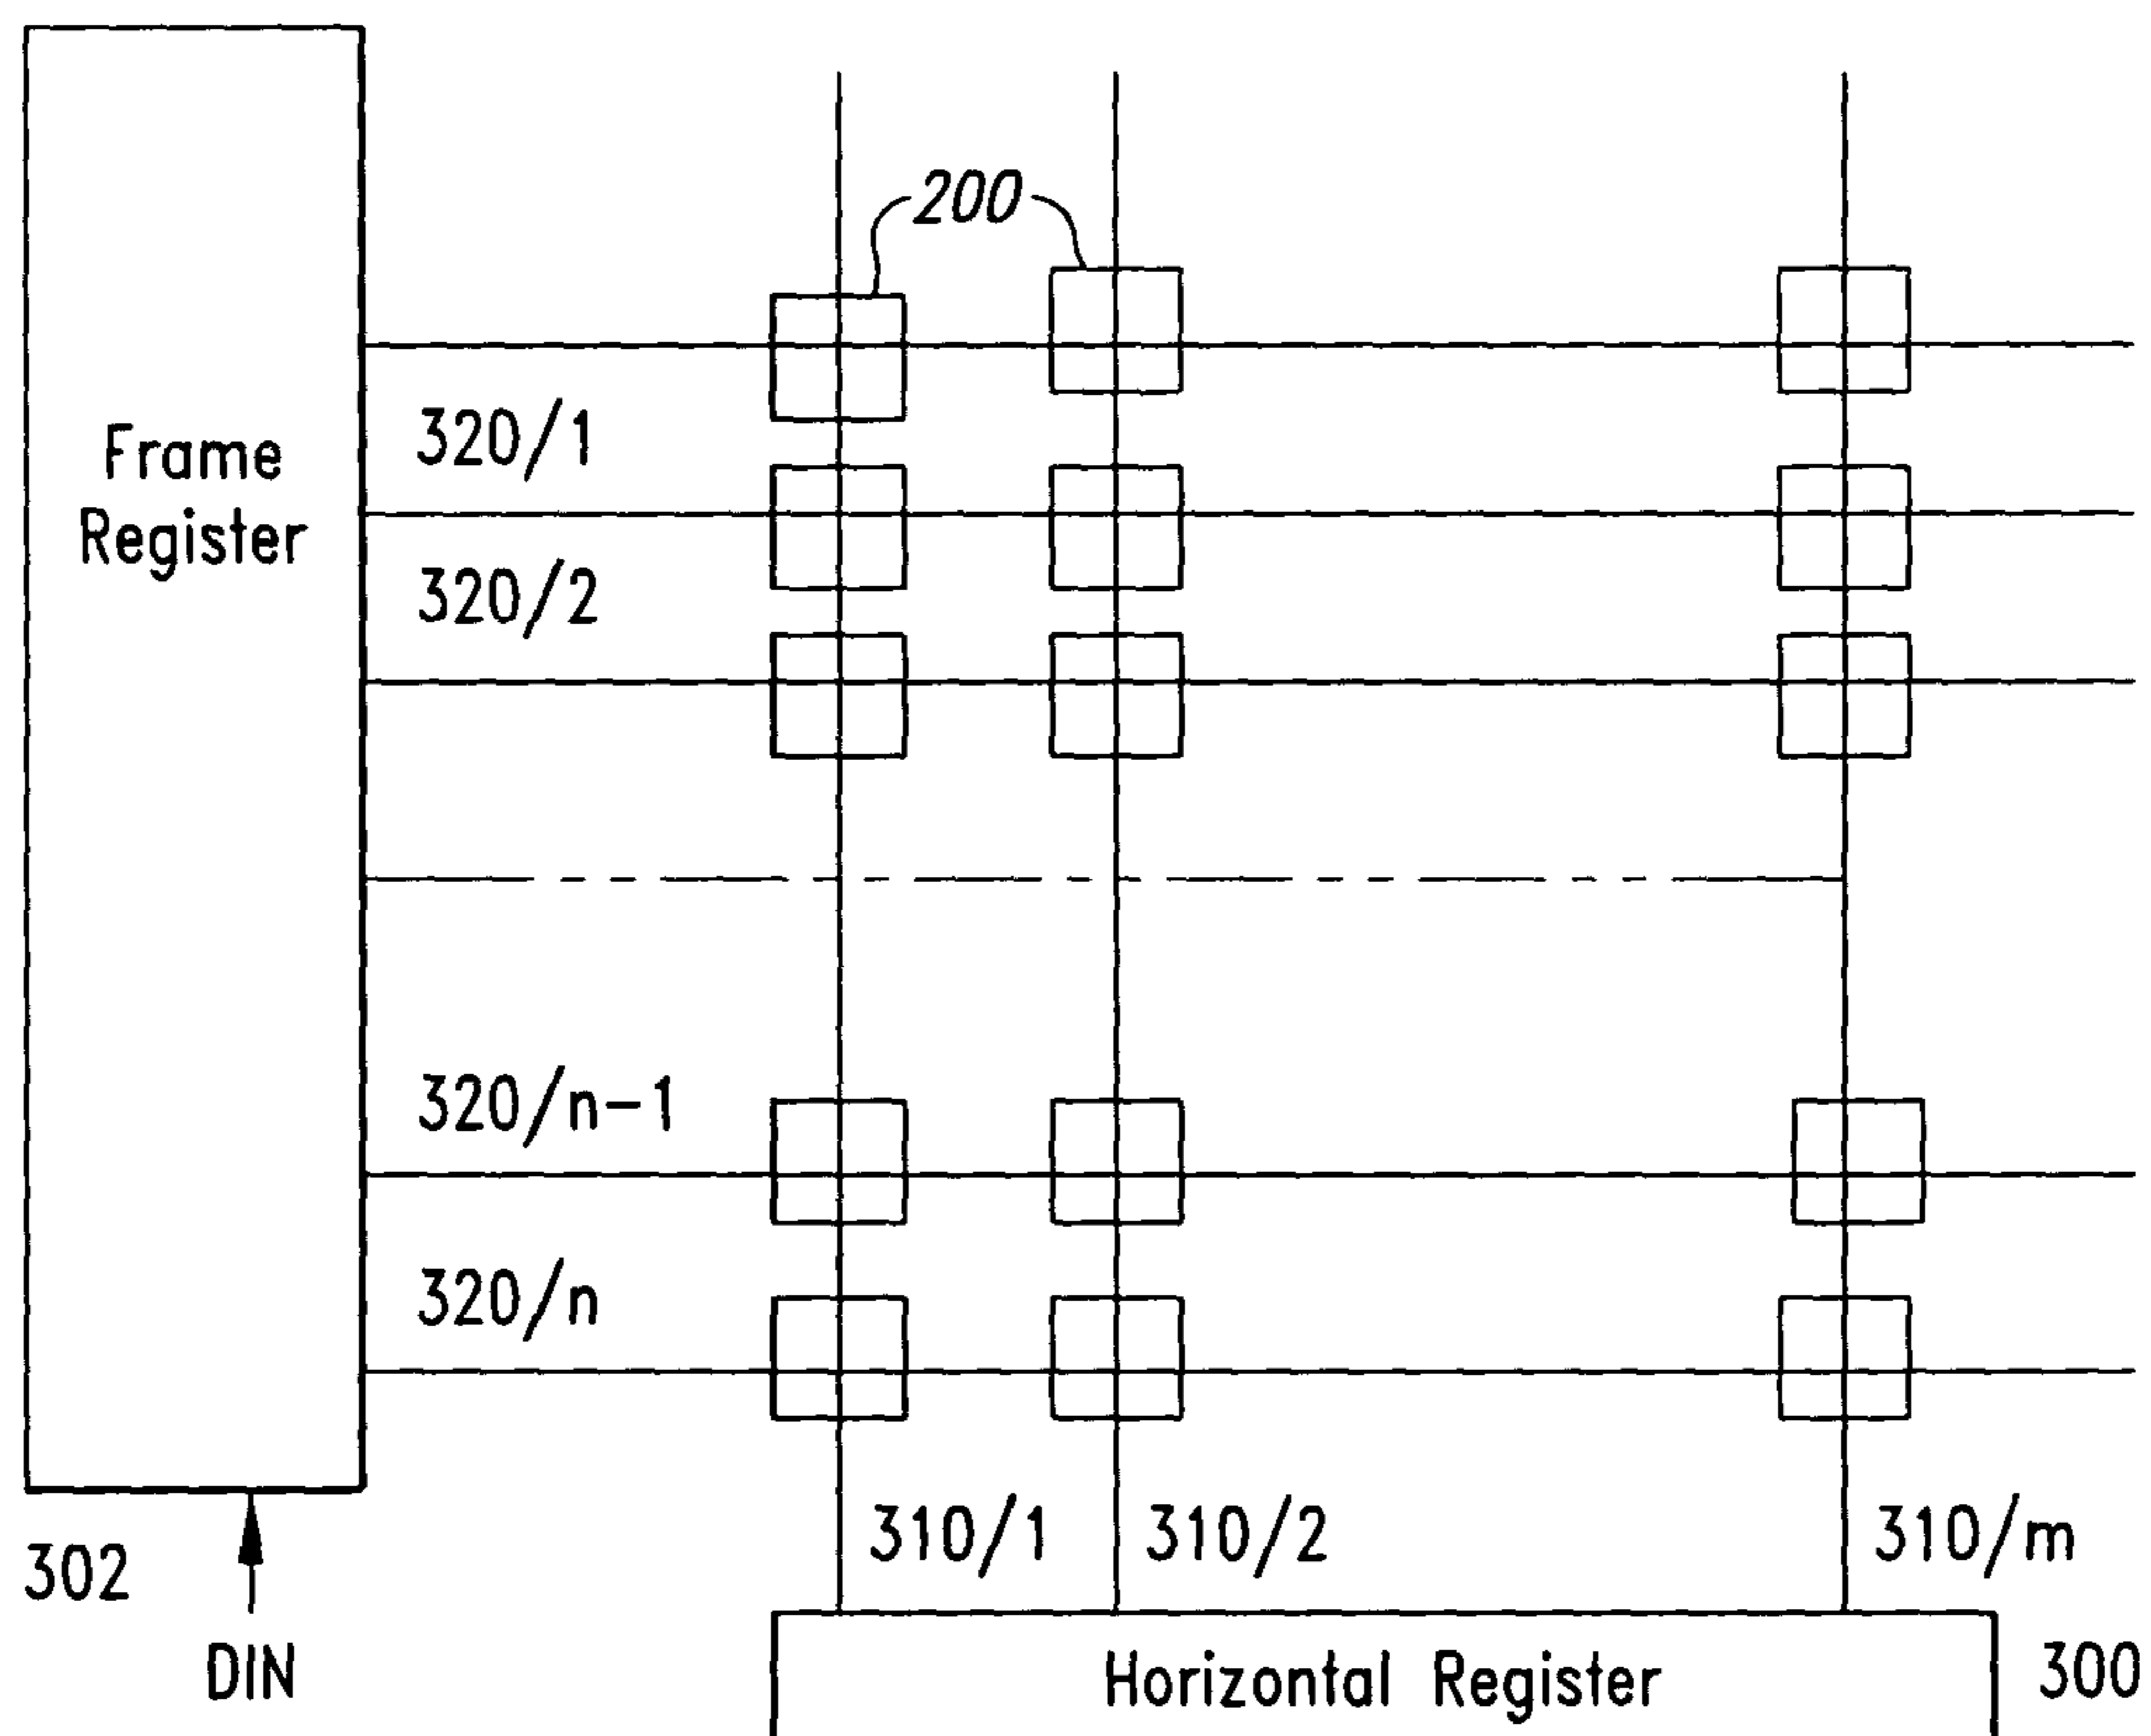 200
320/1
Frame
Register
320/2
320/n-1
320/n
310/1
310/2
310/m
302
DIN
Horizontal Register
300